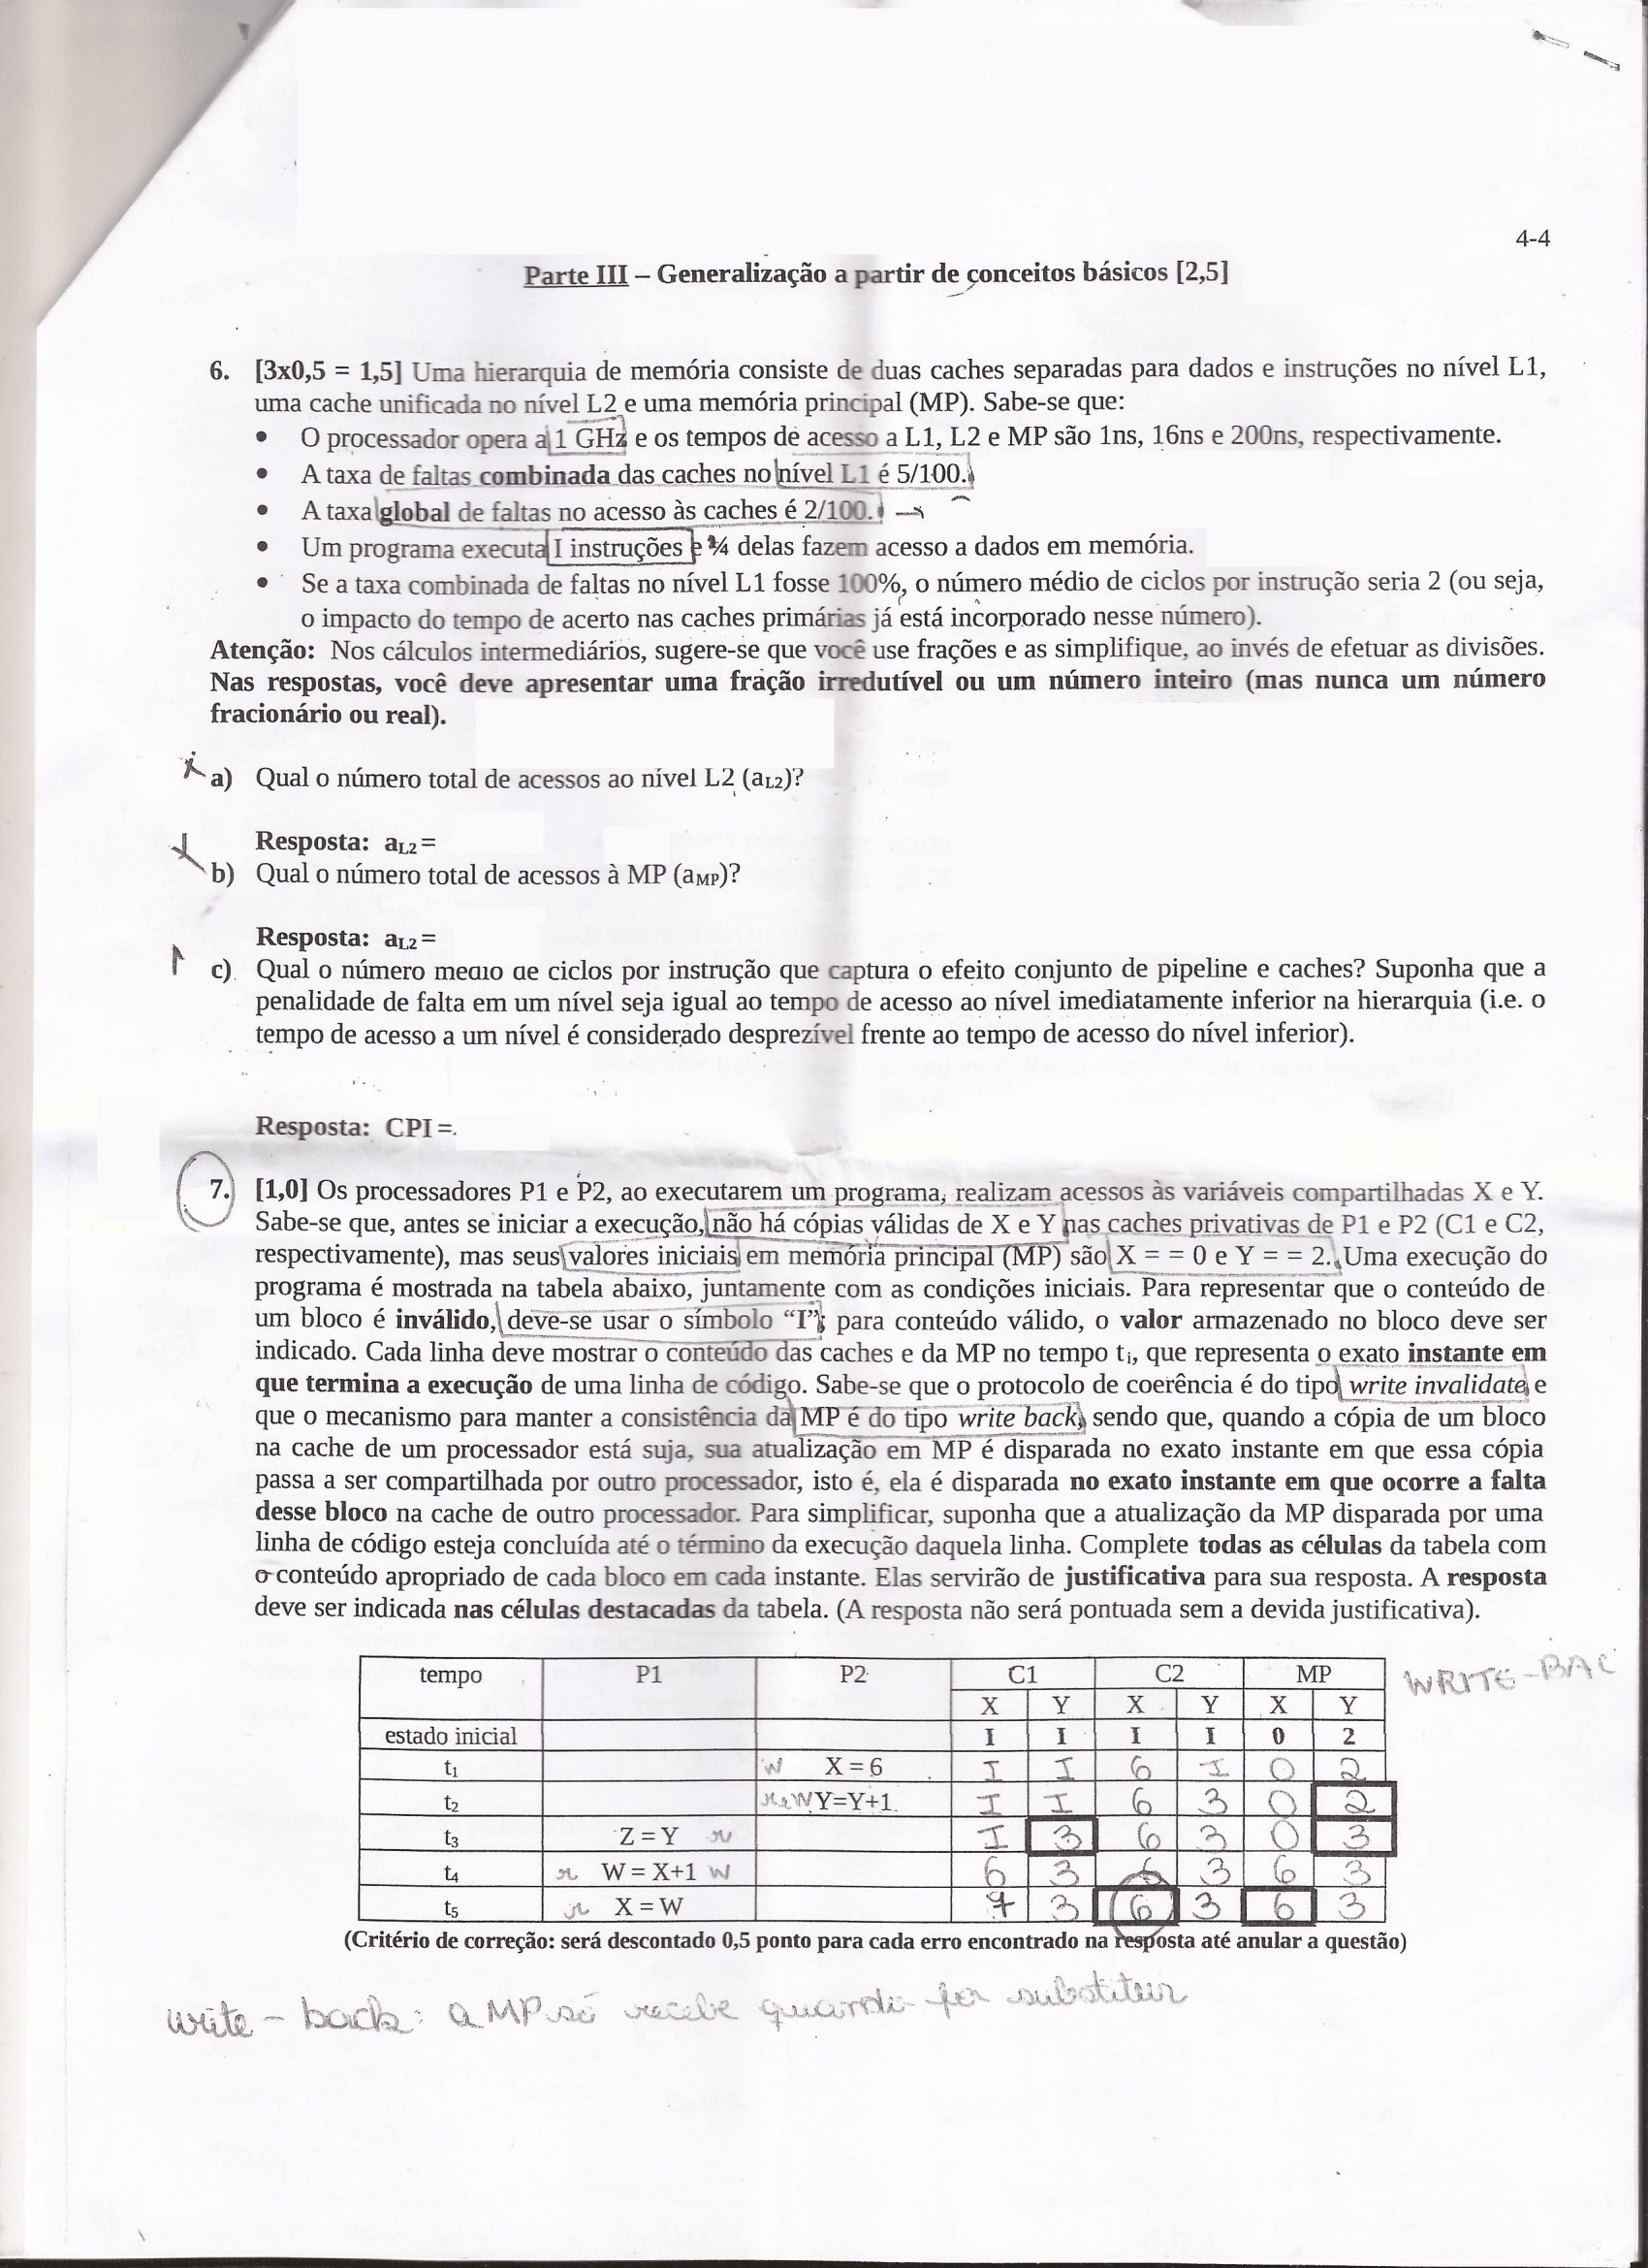 4-4
Parte III – Generalização a partir de conceitos básicos [2,5]
6. [3x0,5 = 1,5] Uma hierarquia de memória consiste de duas caches separadas para dados e instruções no nível L1,
uma cache unificada no nível L2 e uma memória principal (MP). Sabe-se que:
• O processador opera a 1 GHz e os tempos de acesso a L1, L2 e MP são 1ns, 16ns e 200ns, respectivamente.
• A taxa de faltas combinada das caches no nível L1 é 5/100.
• A taxa global de faltas no acesso às caches é 2/100.
• Um programa executa I instruções e ¼ delas fazem acesso a dados em memória.
• Se a taxa combinada de faltas no nível L1 fosse 100%, o número médio de ciclos por instrução seria 2 (ou seja,
o impacto do tempo de acerto nas caches primárias já está incorporado nesse número).
Atenção: Nos cálculos intermediários, sugere-se que você use frações e as simplifique, ao invés de efetuar as divisões.
Nas respostas, você deve apresentar uma fração irredutível ou um número inteiro (mas nunca um número
fracionário ou real).
a) Qual o número total de acessos ao nível L2 (aL2)?
Resposta: aL2 =
b) Qual o número total de acessos à MP (aMP)?
Resposta: aL2 =
c) Qual o número medio de ciclos por instrução que captura o efeito conjunto de pipeline e caches? Suponha que a
penalidade de falta em um nível seja igual ao tempo de acesso ao nível imediatamente inferior na hierarquia (i.e. o
tempo de acesso a um nível é considerado desprezível frente ao tempo de acesso do nível inferior).
Resposta: CPI =.
7. [1,0] Os processadores P1 e P2, ao executarem um programa, realizam acessos às variáveis compartilhadas X e Y.
Sabe-se que, antes se iniciar a execução, não há cópias válidas de X e Y nas caches privativas de P1 e P2 (C1 e C2,
respectivamente), mas seus valores iniciais em memória principal (MP) são X = = 0 e Y = = 2. Uma execução do
programa é mostrada na tabela abaixo, juntamente com as condições iniciais. Para representar que o conteúdo de
um bloco é inválido, deve-se usar o símbolo “I”; para conteúdo válido, o valor armazenado no bloco deve ser
indicado. Cada linha deve mostrar o conteúdo das caches e da MP no tempo ti, que representa o exato instante em
que termina a execução de uma linha de código. Sabe-se que o protocolo de coerência é do tipo write invalidate e
que o mecanismo para manter a consistência da MP é do tipo write back, sendo que, quando a cópia de um bloco
na cache de um processador está suja, sua atualização em MP é disparada no exato instante em que essa cópia
passa a ser compartilhada por outro processador, isto é, ela é disparada no exato instante em que ocorre a falta
desse bloco na cache de outro processador. Para simplificar, suponha que a atualização da MP disparada por uma
linha de código esteja concluída até o término da execução daquela linha. Complete todas as células da tabela com
o conteúdo apropriado de cada bloco em cada instante. Elas servirão de justificativa para sua resposta. A resposta
deve ser indicada nas células destacadas da tabela. (A resposta não será pontuada sem a devida justificativa).
tempo P1 P2 C1 C2 MP WRITE-BAC
X Y X Y X Y
estado inicial I I I I 0 2
t1 W X = 6 I I 6 I 0 2
t2 W Y=Y+1 I I 6 3 0 2
t3 Z = Y r I 3 6 3 0 3
t4 r W = X+1 W 6 3 6 3 6 3
t5 r X = W 7 3 6 3 6 3
(Critério de correção: será descontado 0,5 ponto para cada erro encontrado na resposta até anular a questão)
write-back: a MP só recebe quando for substituir